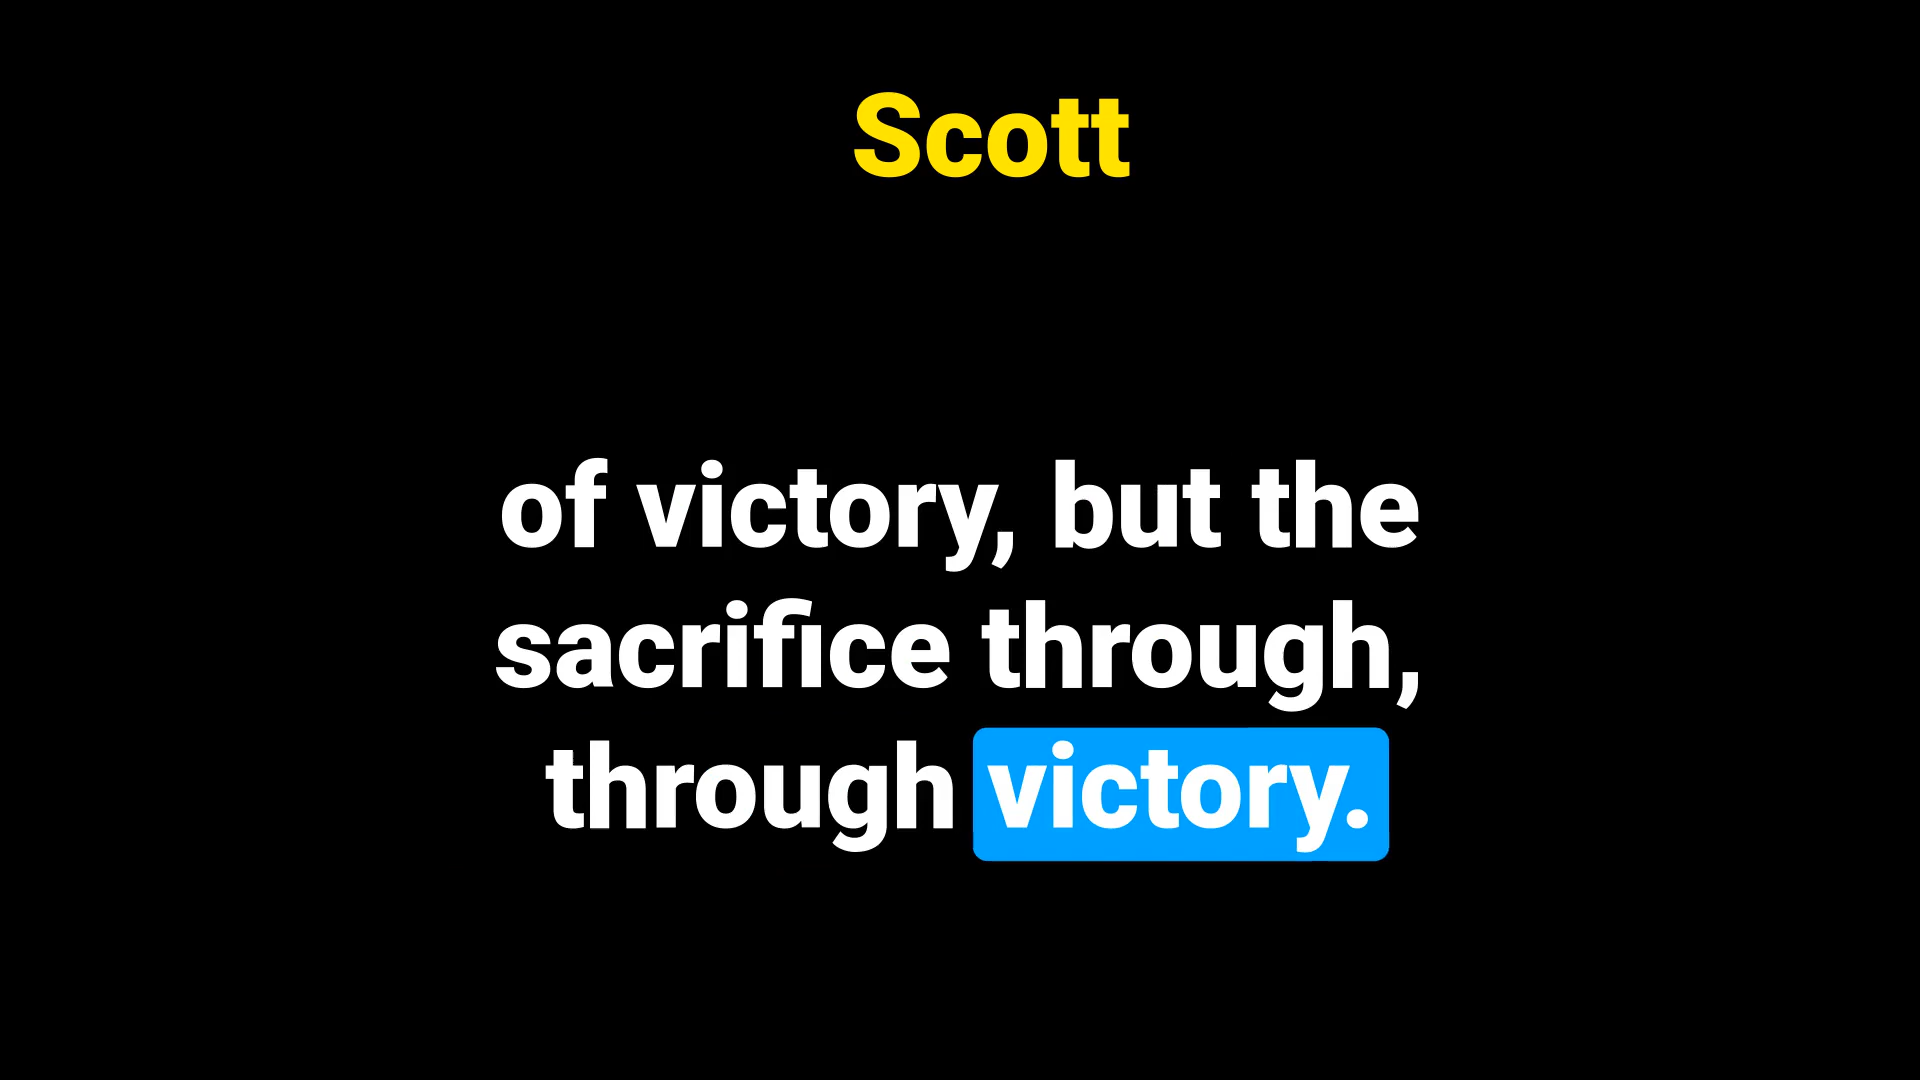 Scott
of victory, but the
sacrifice through,
through victory.